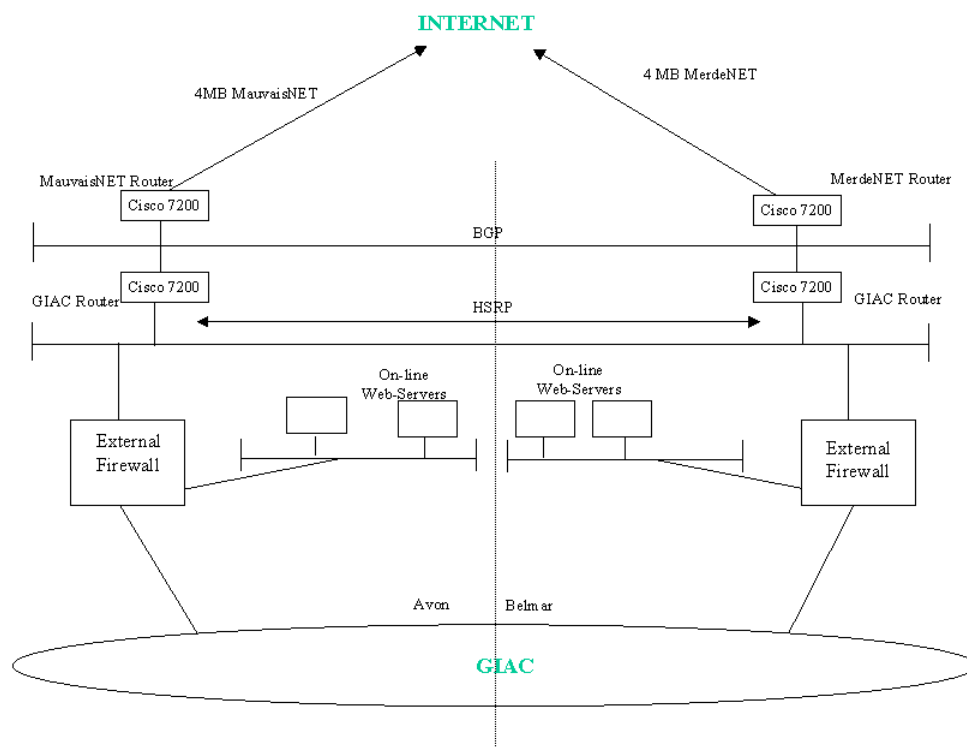 INTERNET
4MB MauvaisNET
4 MB MerdeNET
MauvaisNET Router
MerdeNET Router
Cisco 7200
Cisco 7200
BGP
Cisco 7200
Cisco 7200
GIAC Router
GIAC Router
HSRP
On-line
Web-Servers
On-line
Web-Servers
External
Firewall
External
Firewall
Avon
Belmar
GIAC